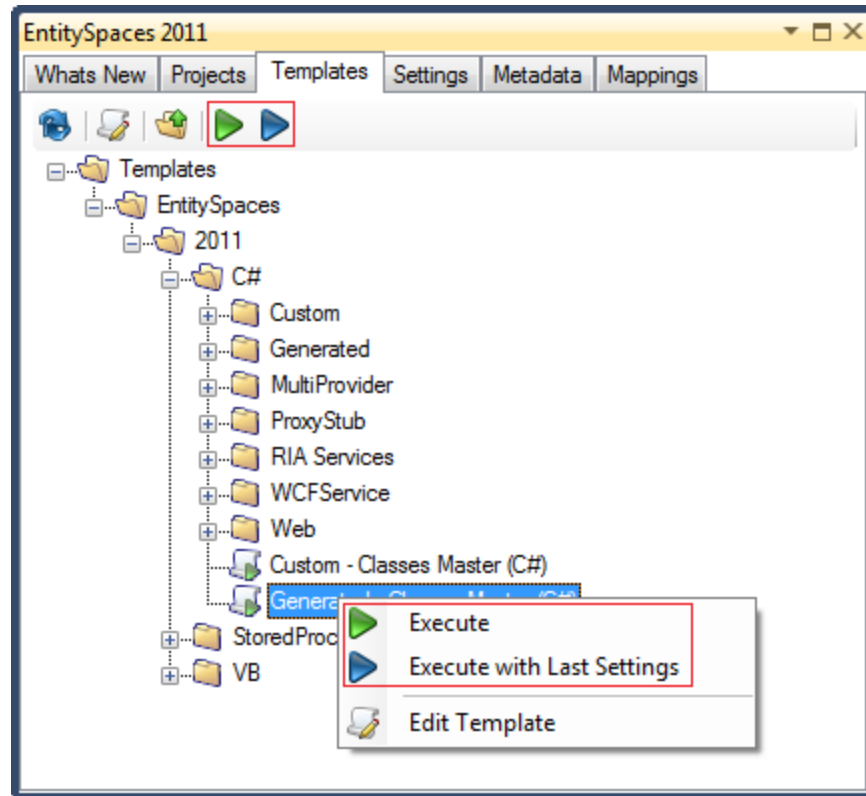 EntitySpaces 2011
Whats New Projects Templates Settings Metadata Mappings
Templates
EntitySpaces
2011
C#
Custom
Generated
MultiProvider
ProxyStub
RIA Services
WCFService
Web
Custom - Classes Master (C#)
Execute
StoredProc
Execute with Last Settings
VB
Edit Template